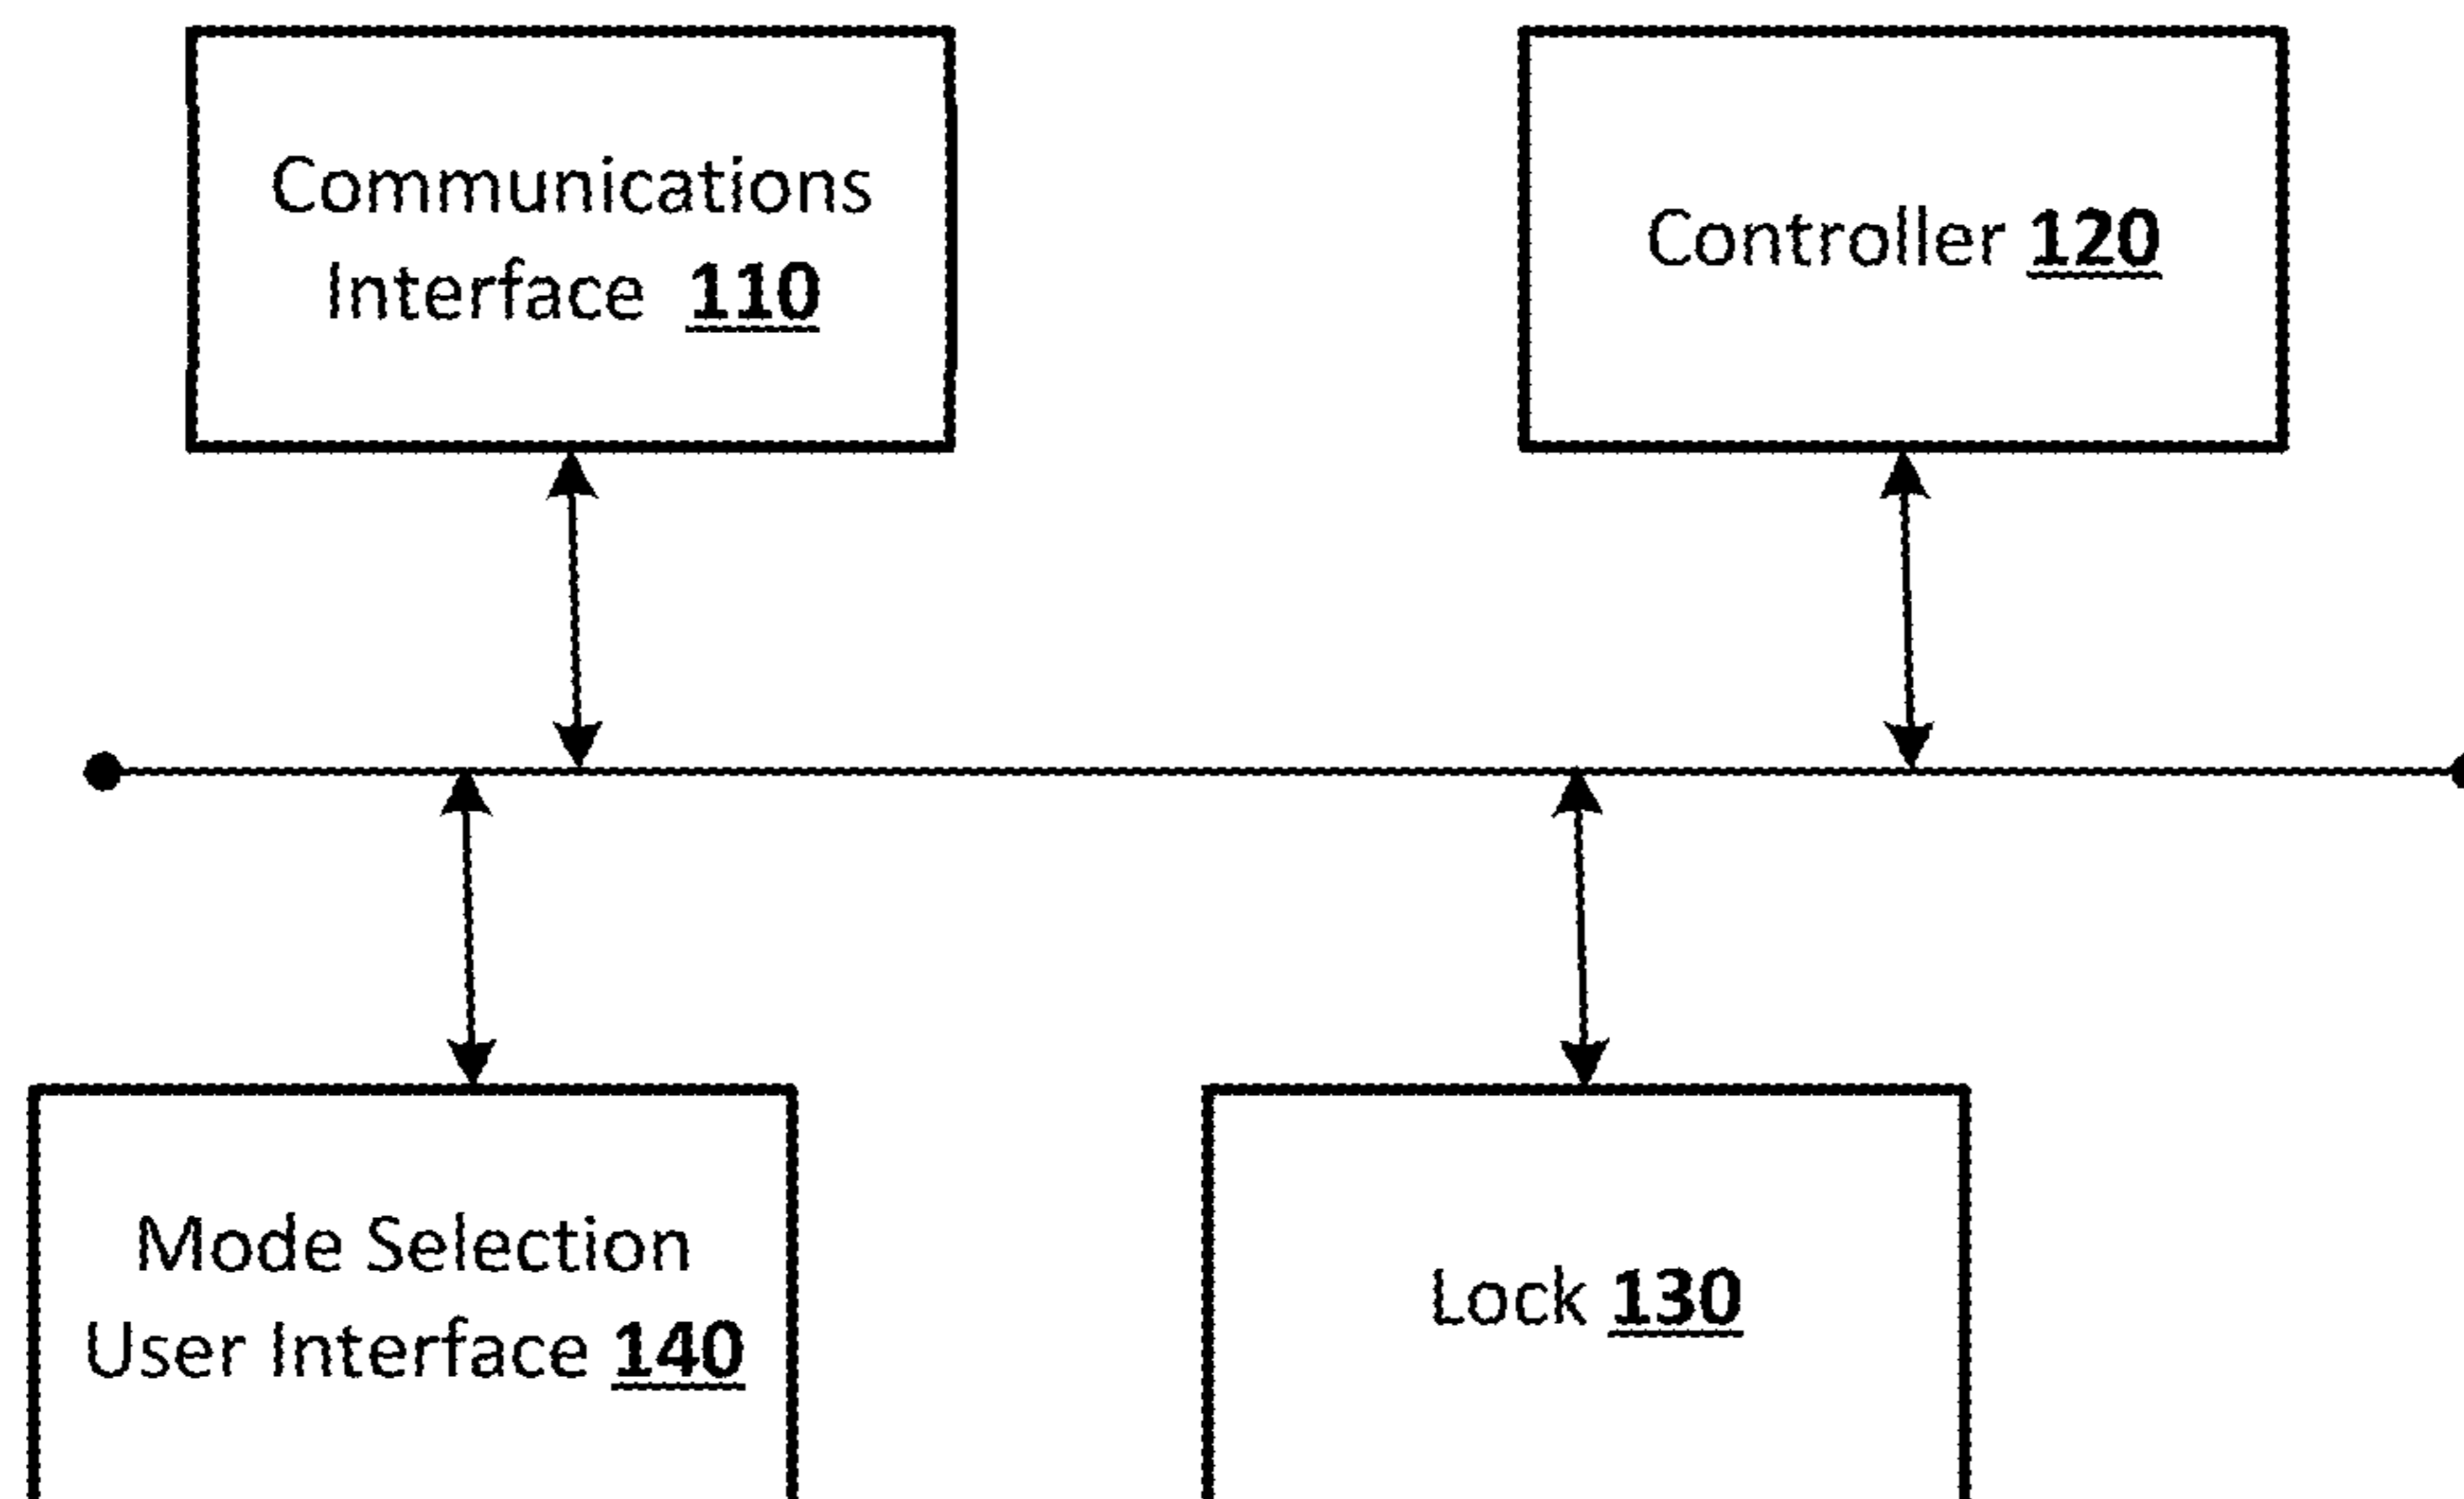 Communications
Interface 110
Controller 120
Mode Selection
User Interface 140
Lock 130